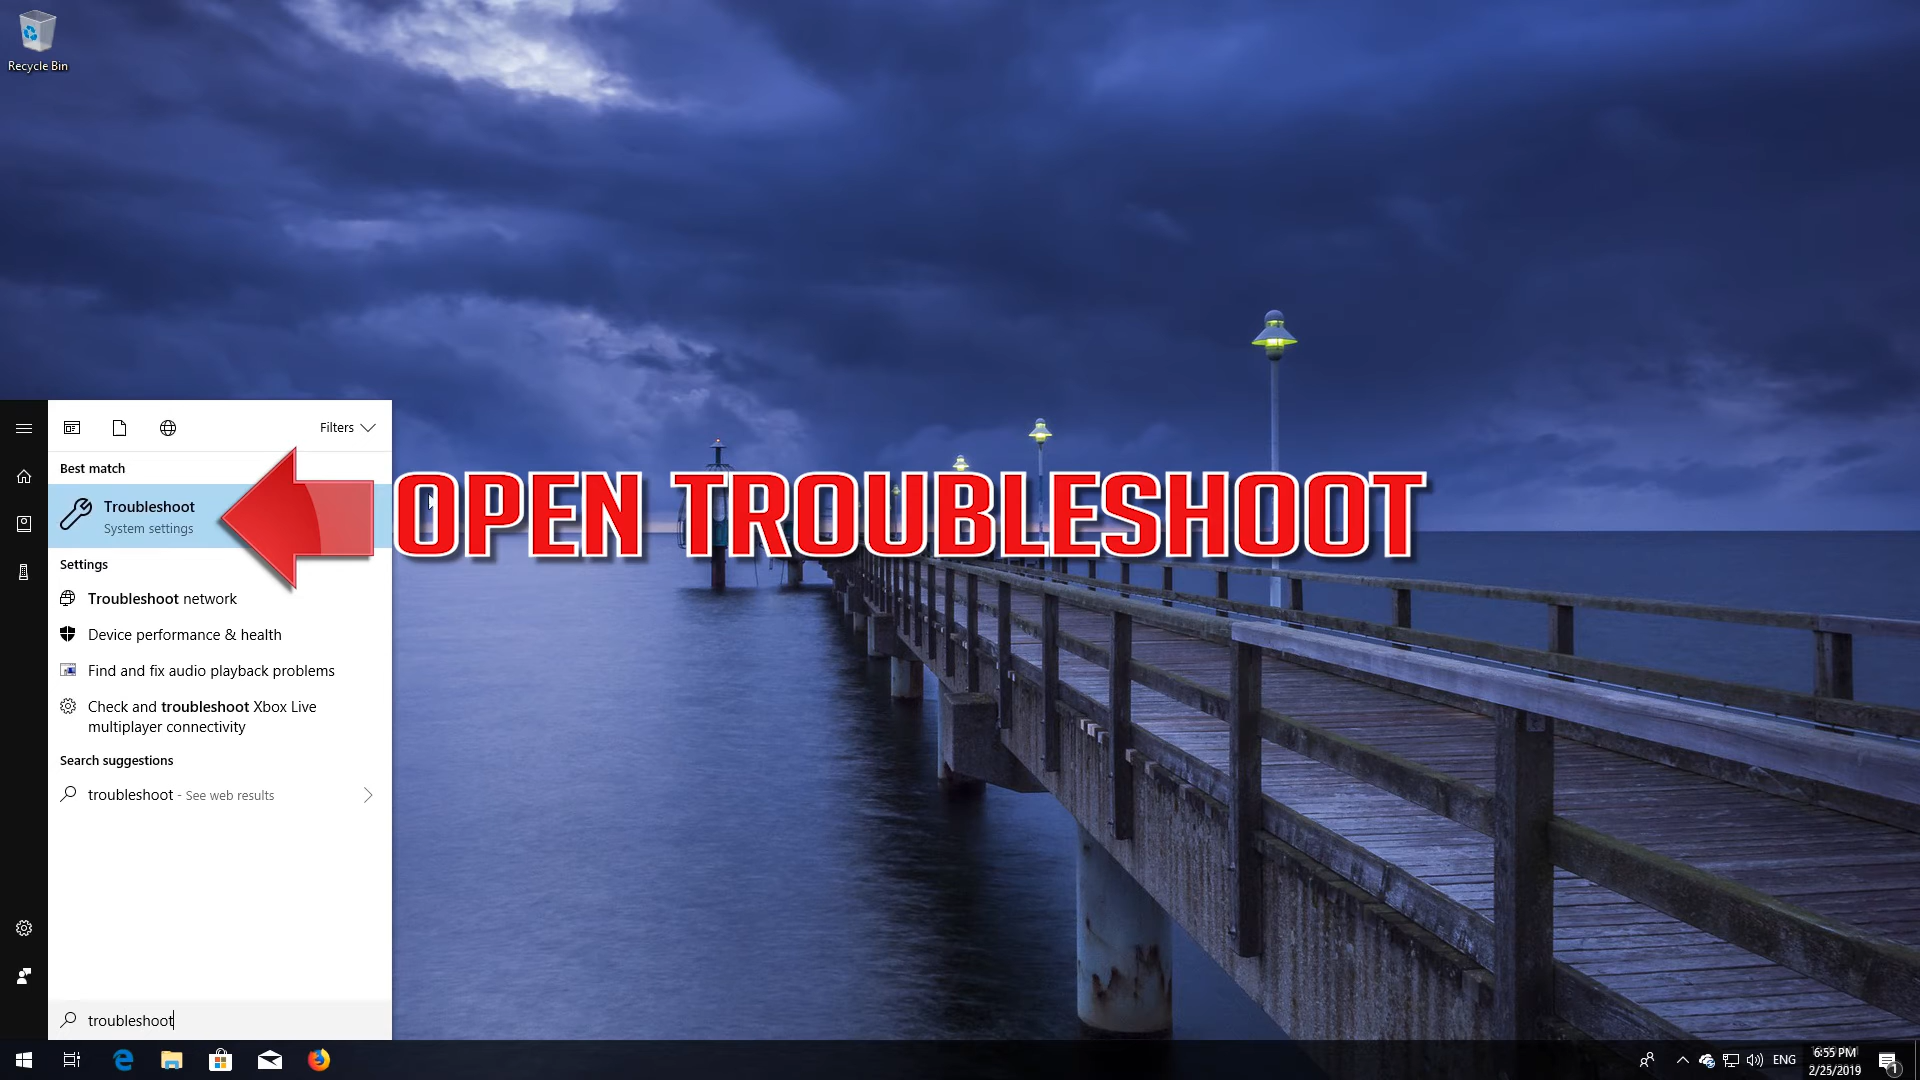 Recycle Bin
Filters
Best match
Troubleshoot
System settings
OPEN TROUBLESHOOT
Settings
Troubleshoot network
Device performance & health
Find and fix audio playback problems
Check and troubleshoot Xbox Live
multiplayer connectivity
Search suggestions
troubleshoot - See web results
troubleshoot
ENG
6:55 PM
2/25/2019
1